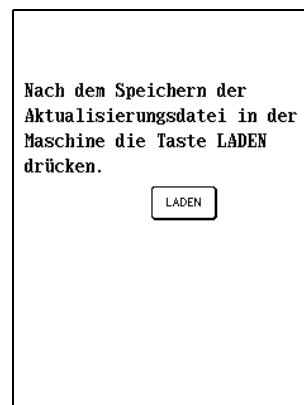 Nach dem Speichern der
Aktualisierungsdatei in der
Maschine die Taste LADEN
drücken.
LADEN